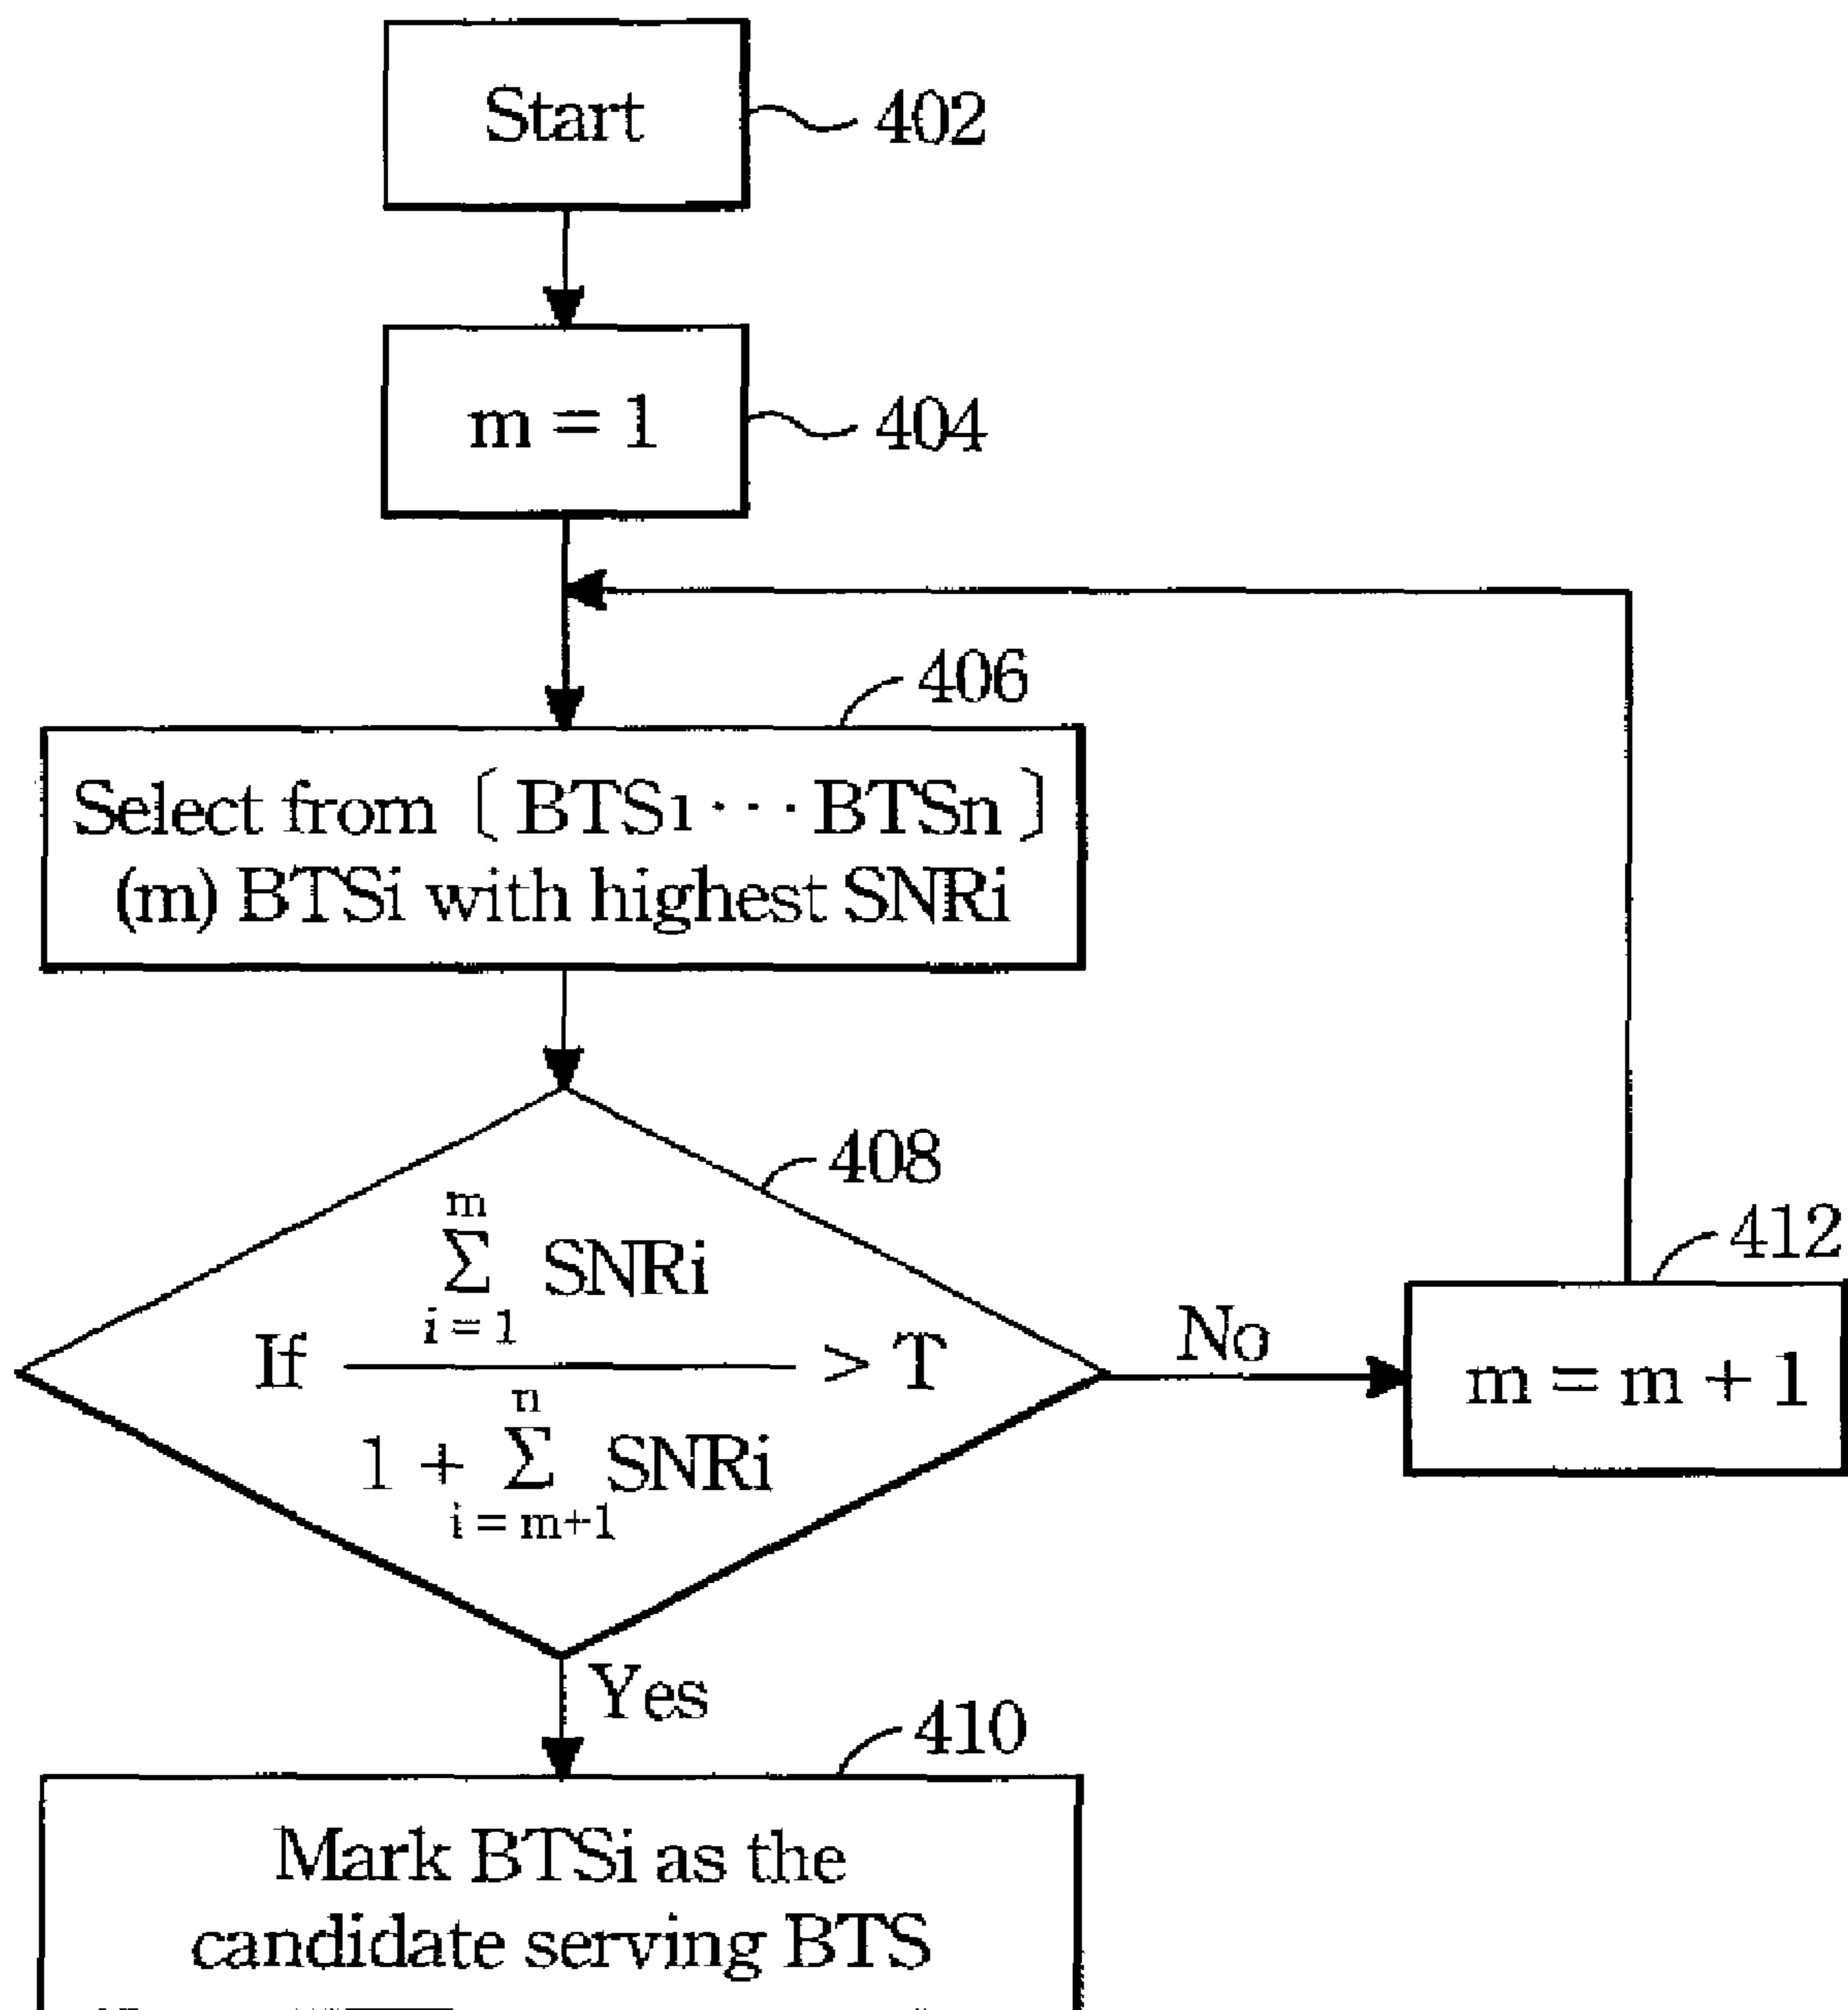 Start
402
m = 1
404
406
Select from [ BTS1 · · · BTSn ]
(m) BTSi with highest SNRi
408
m
Σ SNRi
i = 1
If > T
n
1 + Σ SNRi
i = m+1
No
412
m = m + 1
Yes
410
Mark BTSi as the
candidate serving BTS